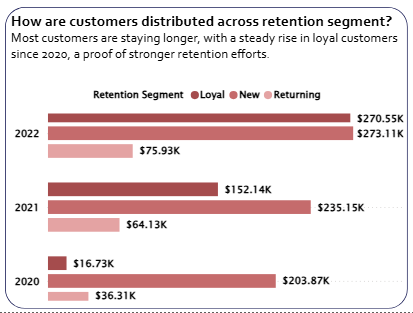 How are customers distributed across retention segment?
Most customers are staying longer, with a steady rise in loyal customers
since 2020, a proof of stronger retention efforts.
Retention Segment Loyal New Returning
$270.55K
2022 $273.11K
$75.93K
$152.14K
2021 $235.15K
$64.13K
$16.73K
2020 $203.87K
$36.31K